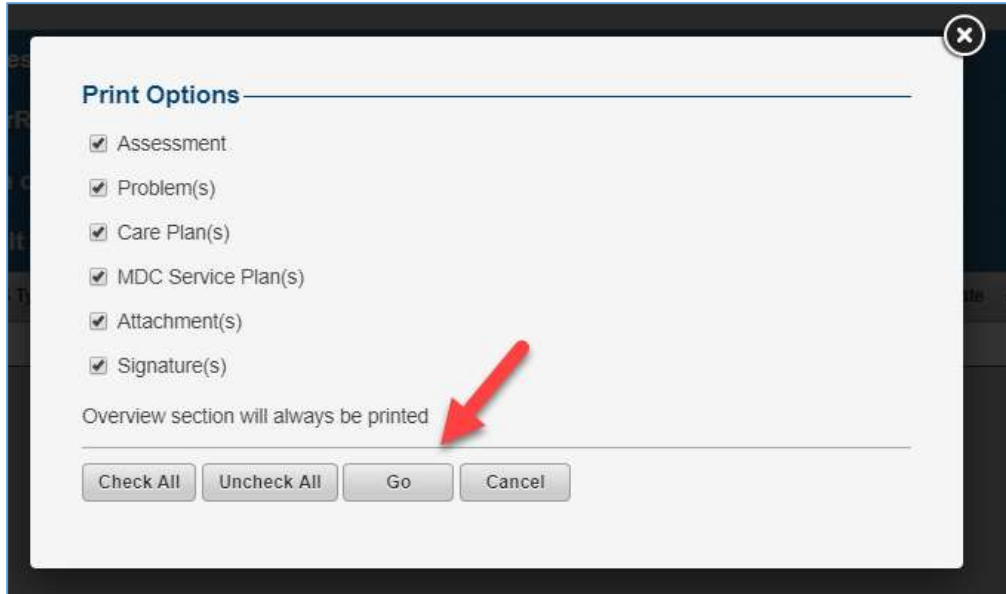 Print Options
Assessment
Problem(s)
Care Plan(s)
MDC Service Plan(s)
Attachment(s)
Signature(s)
Overview section will always be printed
Check All Uncheck All Go Cancel